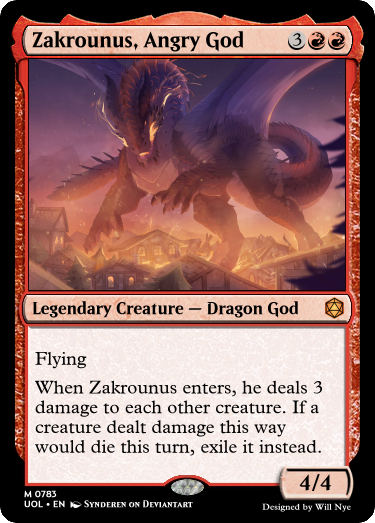 Zakrounus, Angry God 3
Legendary Creature — Dragon God
Flying
When Zakrounus enters, he deals 3
damage to each other creature. If a
creature dealt damage this way
would die this turn, exile it instead.
4/4
M 0783
UOL • EN Synderen on Deviantart
Designed by Will Nye